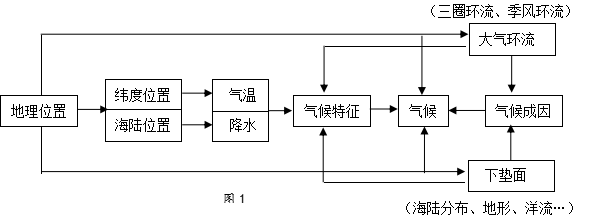 （三圈环流、季风环流）
大气环流
纬度位置
气温
地理位置
气候特征
气候
气候成因
海陆位置
降水
下垫面
（海陆分布、地形、洋流…）
图 1